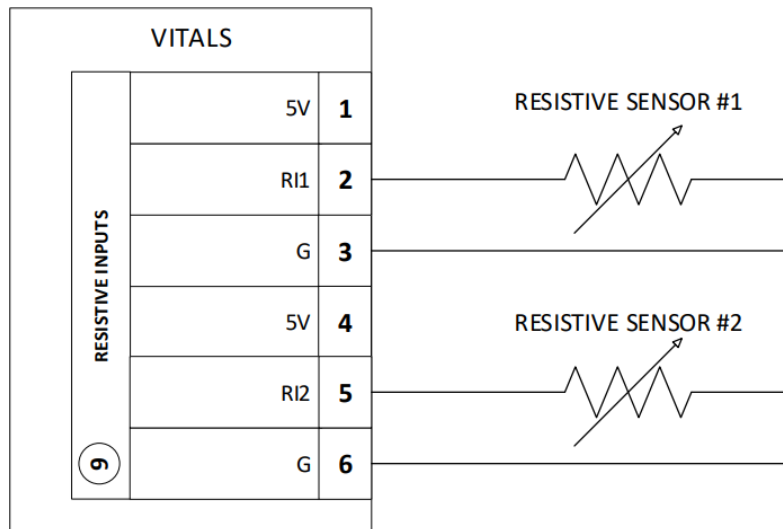 VITALS
RESISTIVE INPUTS
9
5V 1
RI1 2
G 3
5V 4
RI2 5
G 6
RESISTIVE SENSOR #1
RESISTIVE SENSOR #2